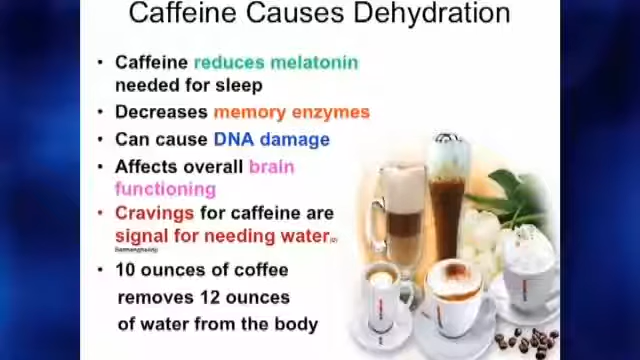 Caffeine Causes Dehydration
• Caffeine reduces melatonin
needed for sleep
• Decreases memory enzymes
• Can cause DNA damage
• Affects overall brain
functioning
• Cravings for caffeine are
signal for needing water
• 10 ounces of coffee
removes 12 ounces
of water from the body